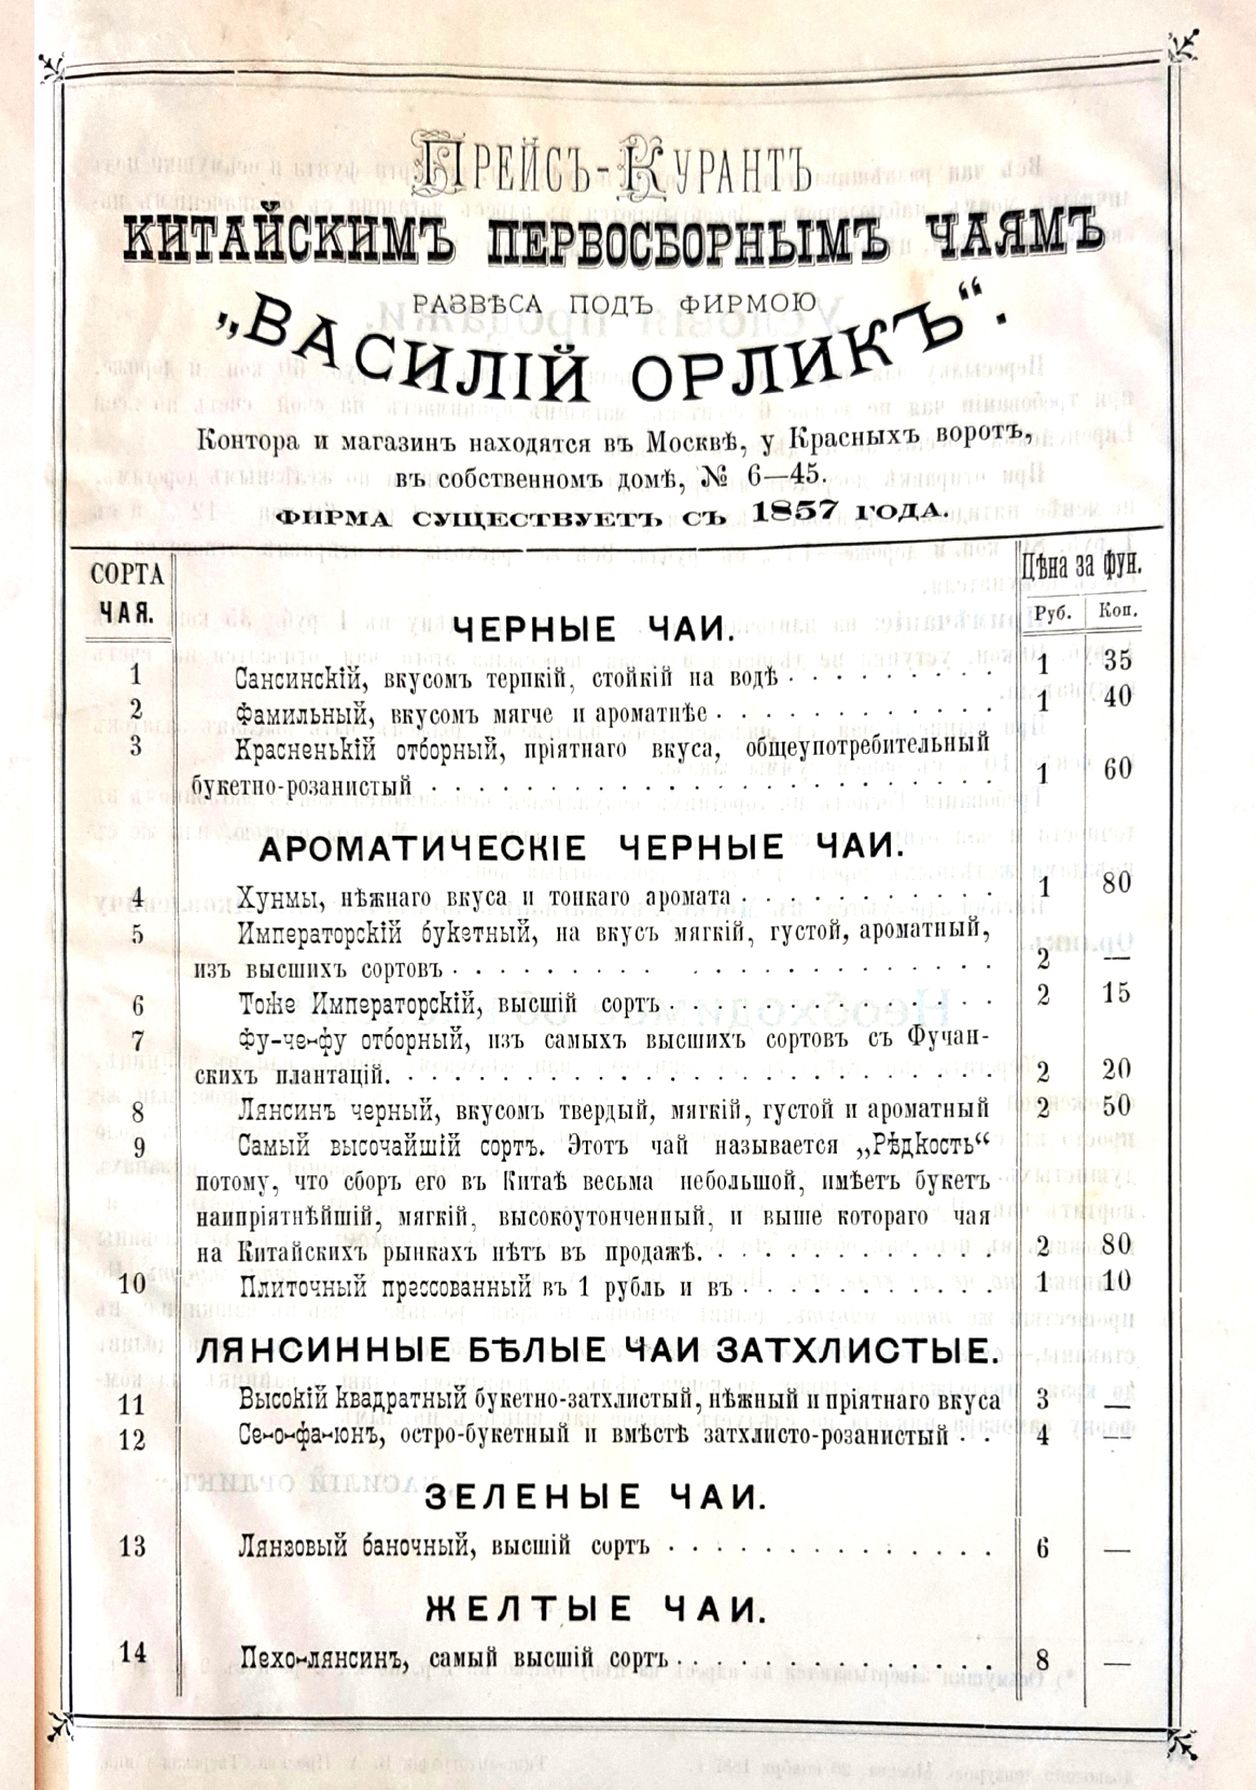 Прейсъ-Курантъ
КИТАЙСКИМЪ ПЕРВОСБОРНЫМЪ ЧАЯМЪ
РАЗВѢСА ПОДЪ ФИРМОЮ
„ВАСИЛІЙ ОРЛИКЪ“.
Контора и магазинъ находятся въ Москвѣ, у Красныхъ воротъ,
въ собственномъ домѣ, № 6—45.
ФИРМА СУЩЕСТВУЕТЪ СЪ 1857 ГОДА.
СОРТА ЧАЯ. Цѣна за фун.
Руб. Коп.
ЧЕРНЫЕ ЧАИ.
1 Сансинскій, вкусомъ терпкій, стойкій на водѣ . . . . . . . . . 1 35
2 Фамильный, вкусомъ мягче и ароматнѣе . . . . . . . . . . . . 1 40
3 Красненькій отборный, пріятнаго вкуса, общеупотребительный
букетно-розанистый . . . . . . . . . . . . . . . . . . . . 1 60
АРОМАТИЧЕСКІЕ ЧЕРНЫЕ ЧАИ.
4 Хунмы, нѣжнаго вкуса и тонкаго аромата . . . . . . . . . . 1 80
5 Императорскій букетный, на вкусъ мягкій, густой, ароматный,
изъ высшихъ сортовъ . . . . . . . . . . . . . . . . . . 2 —
6 Тоже Императорскій, высшій сортъ . . . . . . . . . . . . . 2 15
7 Фу-че-фу отборный, изъ самыхъ высшихъ сортовъ съ Фучан-
скихъ плантацій. . . . . . . . . . . . . . . . . . . . . 2 20
8 Лянсинъ черный, вкусомъ твердый, мягкій, густой и ароматный 2 50
9 Самый высочайшій сортъ. Этотъ чай называется „Рѣдкость“
потому, что сборъ его въ Китаѣ весьма небольшой, имѣетъ букетъ
наипріятнѣйшій, мягкій, высокоутонченный, и выше котораго чая
на Китайскихъ рынкахъ нѣтъ въ продажѣ. . . . . . . . . . . 2 80
10 Плиточный прессованный въ 1 рубль и въ . . . . . . . . . . 1 10
ЛЯНСИННЫЕ БѢЛЫЕ ЧАИ ЗАТХЛИСТЫЕ.
11 Высокій квадратный букетно-затхлистый, нѣжный и пріятнаго вкуса 3 —
12 Се-о-фа-юнъ, остро-букетный и вмѣстѣ затхлисто-розанистый . . 4 —
ЗЕЛЕНЫЕ ЧАИ.
13 Лянзовый баночный, высшій сортъ . . . . . . . . . . . . . 6 —
ЖЕЛТЫЕ ЧАИ.
14 Пехо-лянсинъ, самый высшій сортъ . . . . . . . . . . . . . 8 —